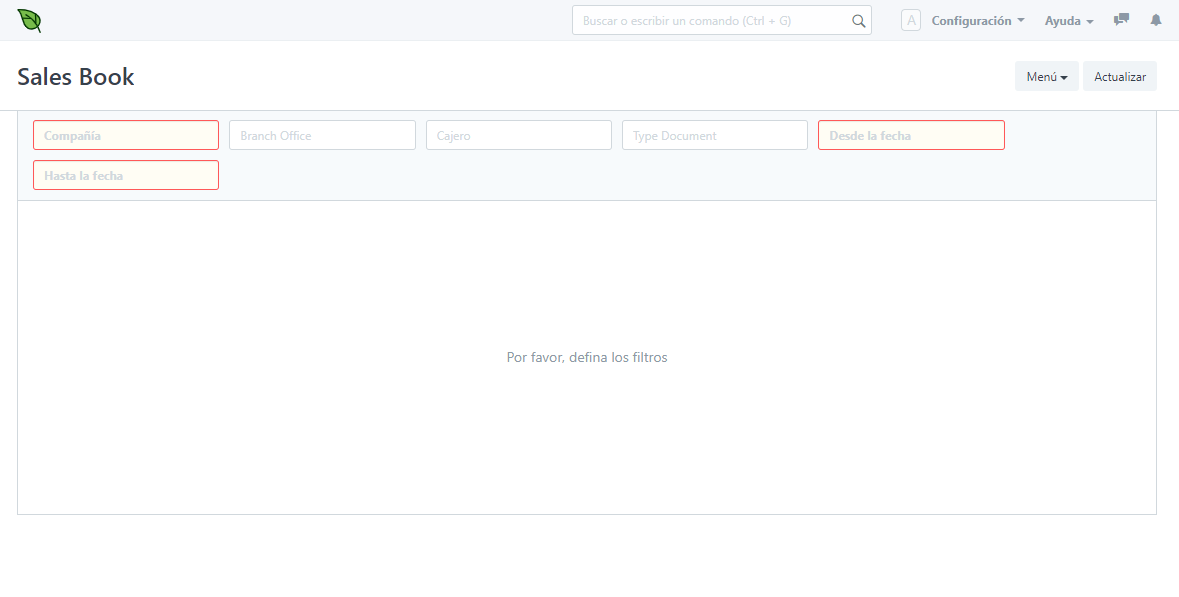 Buscar o escribir un comando (Ctrl + G)
A
Configuración
Ayuda
Sales Book
Menú
Actualizar
Compañía
Branch Office
Cajero
Type Document
Desde la fecha
Hasta la fecha
Por favor, defina los filtros